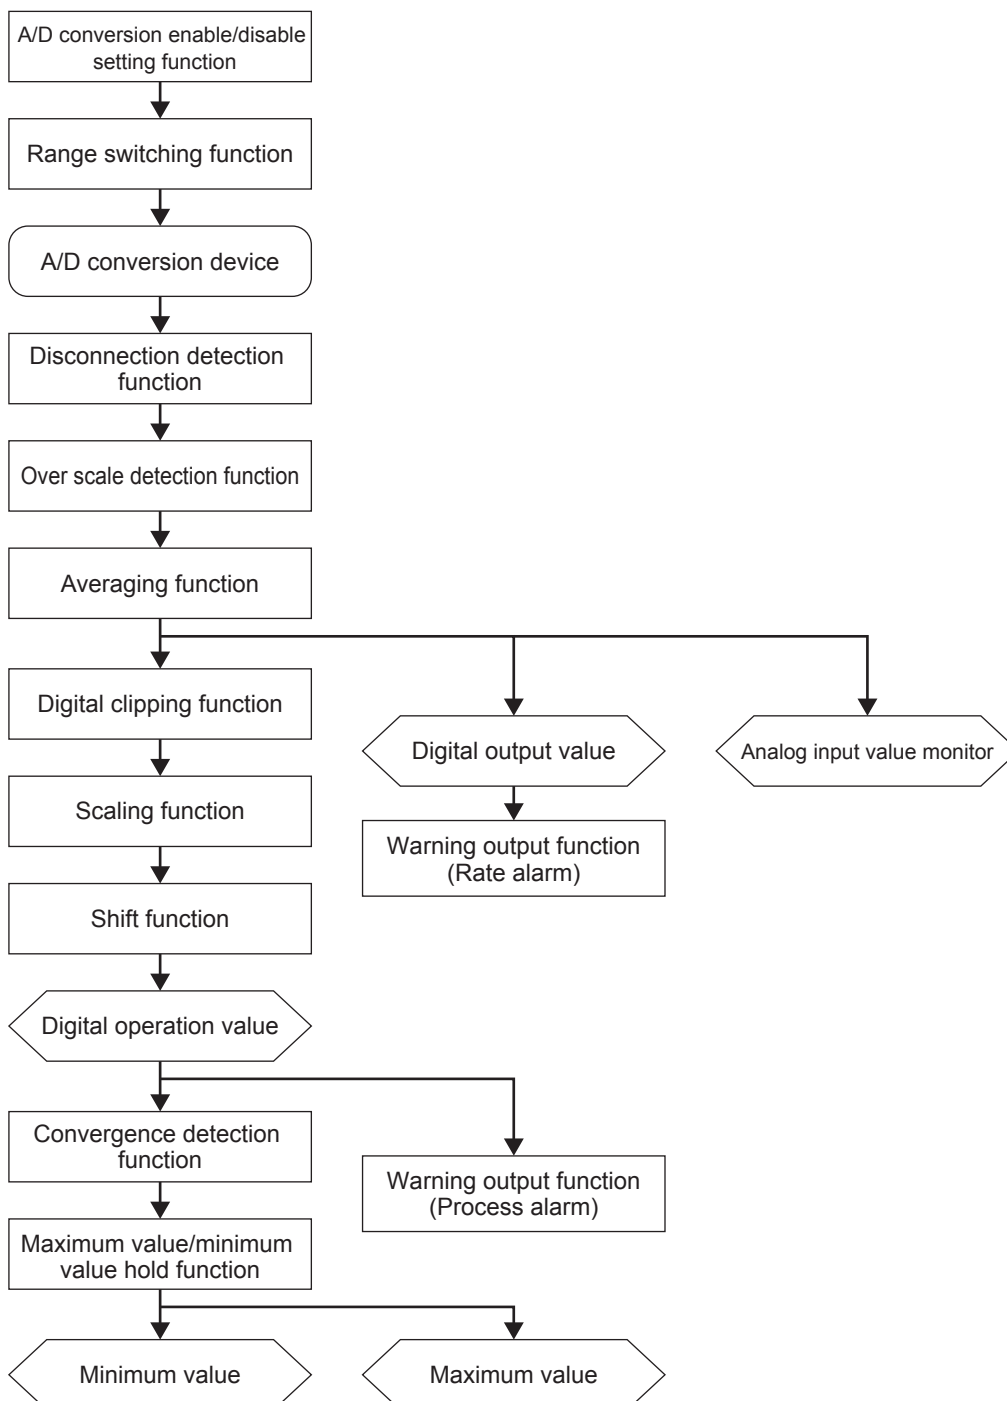 A/D conversion enable/disable
setting function
Range switching function
A/D conversion device
Disconnection detection
function
Over scale detection function
Averaging function
Digital clipping function
Digital output value
Analog input value monitor
Scaling function
Warning output function
(Rate alarm)
Shift function
Digital operation value
Convergence detection
function
Warning output function
(Process alarm)
Maximum value/minimum
value hold function
Minimum value
Maximum value